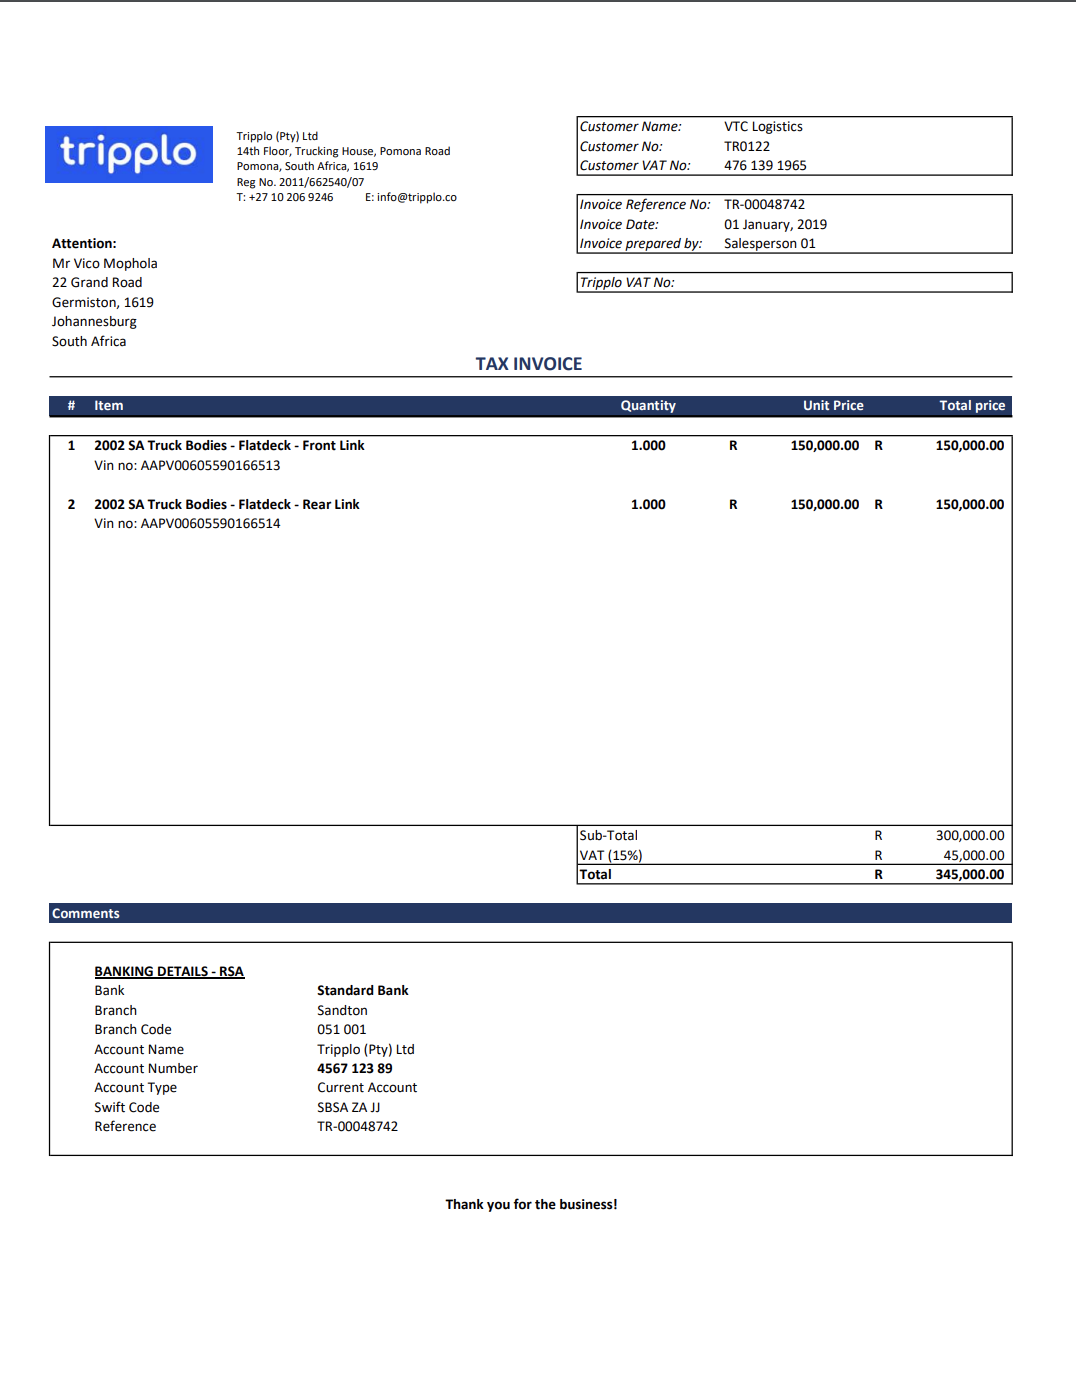 tripplo
Tripplo (Pty) Ltd
14th Floor, Trucking House, Pomona Road
Pomona, South Africa, 1619
Reg No. 2011/662540/07
T: +27 10 206 9246 E: info@tripplo.co
Customer Name: VTC Logistics
Customer No: TR0122
Customer VAT No: 476 139 1965
Invoice Reference No: TR-00048742
Invoice Date: 01 January, 2019
Invoice prepared by: Salesperson 01
Tripplo VAT No:
Attention:
Mr Vico Mophola
22 Grand Road
Germiston, 1619
Johannesburg
South Africa
TAX INVOICE
# Item Quantity Unit Price Total price
1 2002 SA Truck Bodies - Flatdeck - Front Link 1.000 R 150,000.00 R 150,000.00
Vin no: AAPV00605590166513
2 2002 SA Truck Bodies - Flatdeck - Rear Link 1.000 R 150,000.00 R 150,000.00
Vin no: AAPV00605590166514
Sub-Total R 300,000.00
VAT (15%) R 45,000.00
Total R 345,000.00
Comments
BANKING DETAILS - RSA
Bank Standard Bank
Branch Sandton
Branch Code 051 001
Account Name Tripplo (Pty) Ltd
Account Number 4567 123 89
Account Type Current Account
Swift Code SBSA ZA JJ
Reference TR-00048742
Thank you for the business!